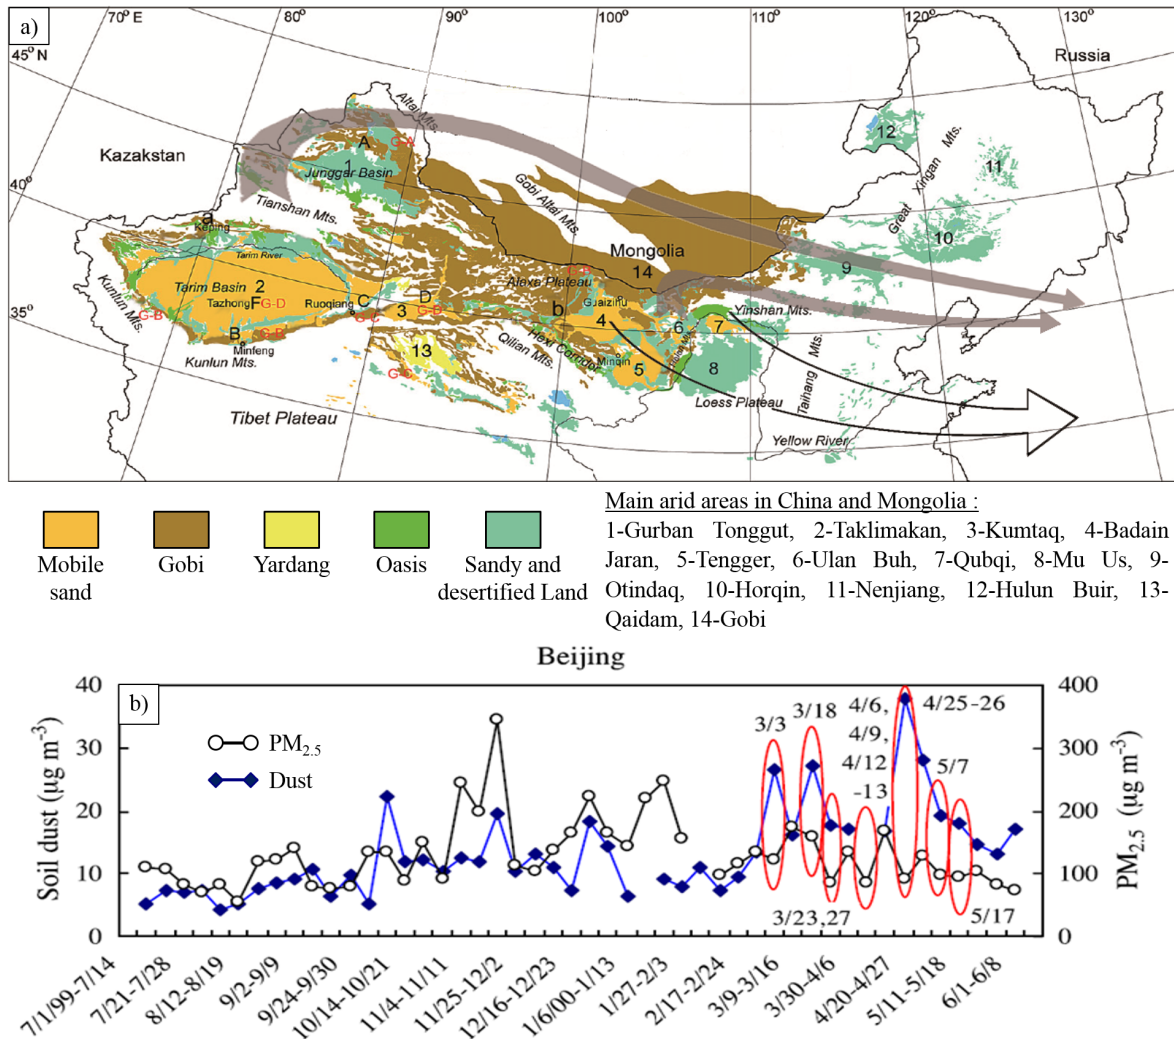 a)
70° E
80°
90°
100°
110°
120°
130°
45° N
40°
35°
Russia
Kazakstan
Altai Mts.
A
G-A
1
Junggar Basin
Tianshan Mts.
Gobi Altai Mts.
Mongolia
14
12
11
Great Xingan Mts.
10
9
a
Keping
Tarim River
Tarim Basin
2
Tazhong
F
G-D
Ruoqiang
C
G-C
3
D
G-D
Alaxa Plateau
G-B
Guaizihu
b
4
6
7
Yinshan Mts.
Kunlun Mts.
G-B
B
G-B
Minfeng
Kunlun Mts.
13
G-C
Qilian Mts.
Hexi Corridor
Minqin
5
8
Taihang Mts.
Loess Plateau
Yellow River
Tibet Plateau
Mobile sand
Gobi
Yardang
Oasis
Sandy and desertified Land
Main arid areas in China and Mongolia :
1-Gurban Tonggut, 2-Taklimakan, 3-Kumtaq, 4-Badain
Jaran, 5-Tengger, 6-Ulan Buh, 7-Qubqi, 8-Mu Us, 9-
Otindaq, 10-Horqin, 11-Nenjiang, 12-Hulun Buir, 13-
Qaidam, 14-Gobi
Beijing
b)
Soil dust (µg m-3)
40
30
20
10
0
PM2.5
Dust
3/3
3/18
4/6,
4/9,
4/12
-13
4/25-26
5/7
3/23,27
5/17
400
300
200
100
0
PM2.5 (µg m-3)
7/1/99-7/14
7/21-7/28
8/12-8/19
9/2-9/9
9/24-9/30
10/14-10/21
11/4-11/11
11/25-12/2
12/16-12/23
1/6/00-1/13
1/27-2/3
2/17-2/24
3/9-3/16
3/30-4/6
4/20-4/27
5/11-5/18
6/1-6/8